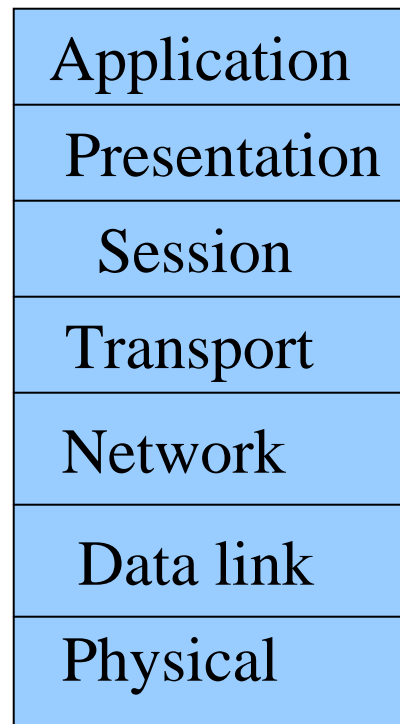 Application
Presentation
Session
Transport
Network
Data link
Physical